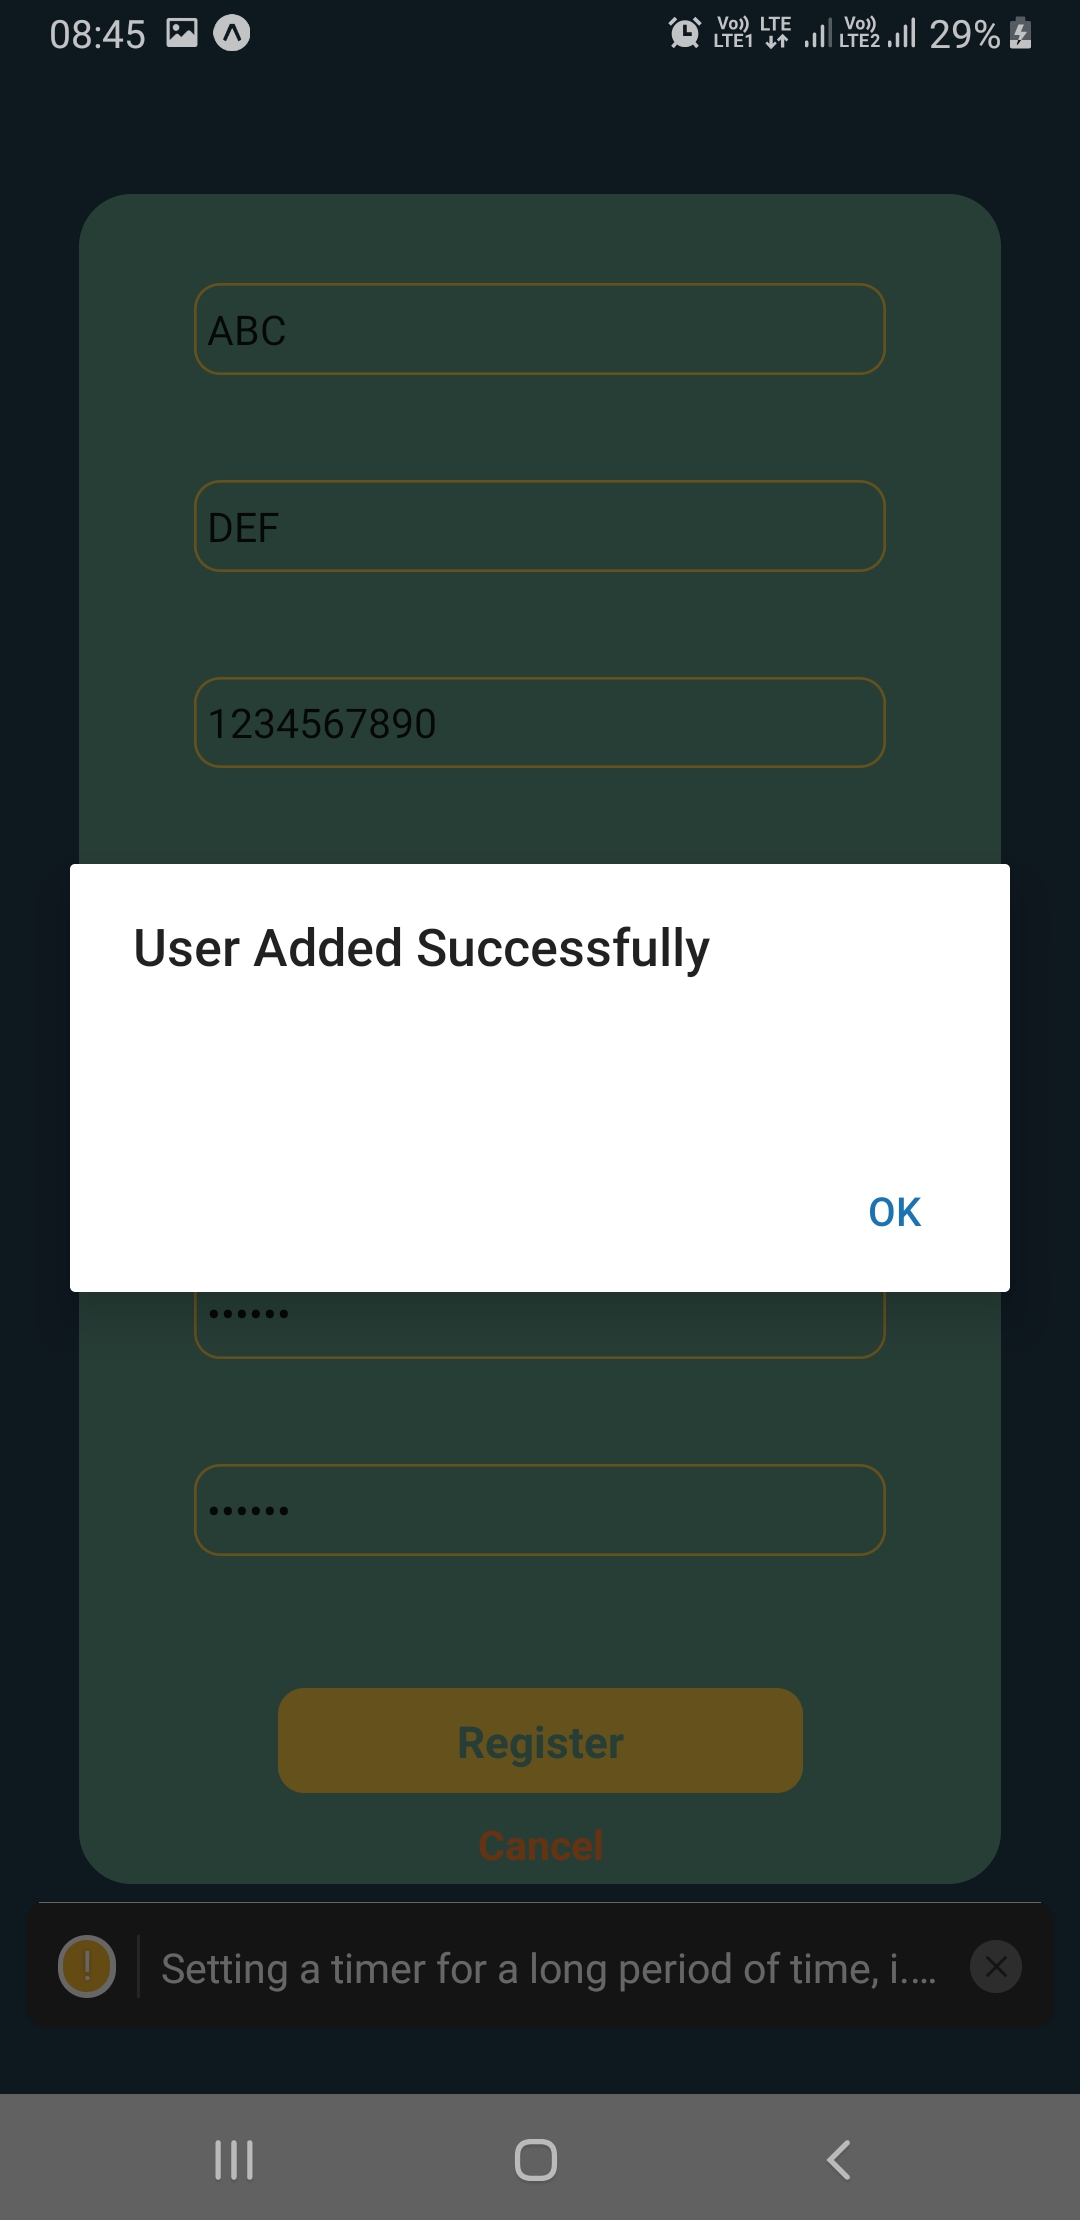 08:45 Vo)) LTE1 LTE Vo)) LTE2 29%
ABC
DEF
1234567890
User Added Successfully
OK
••••••
••••••
Register
Cancel
! Setting a timer for a long period of time, i....